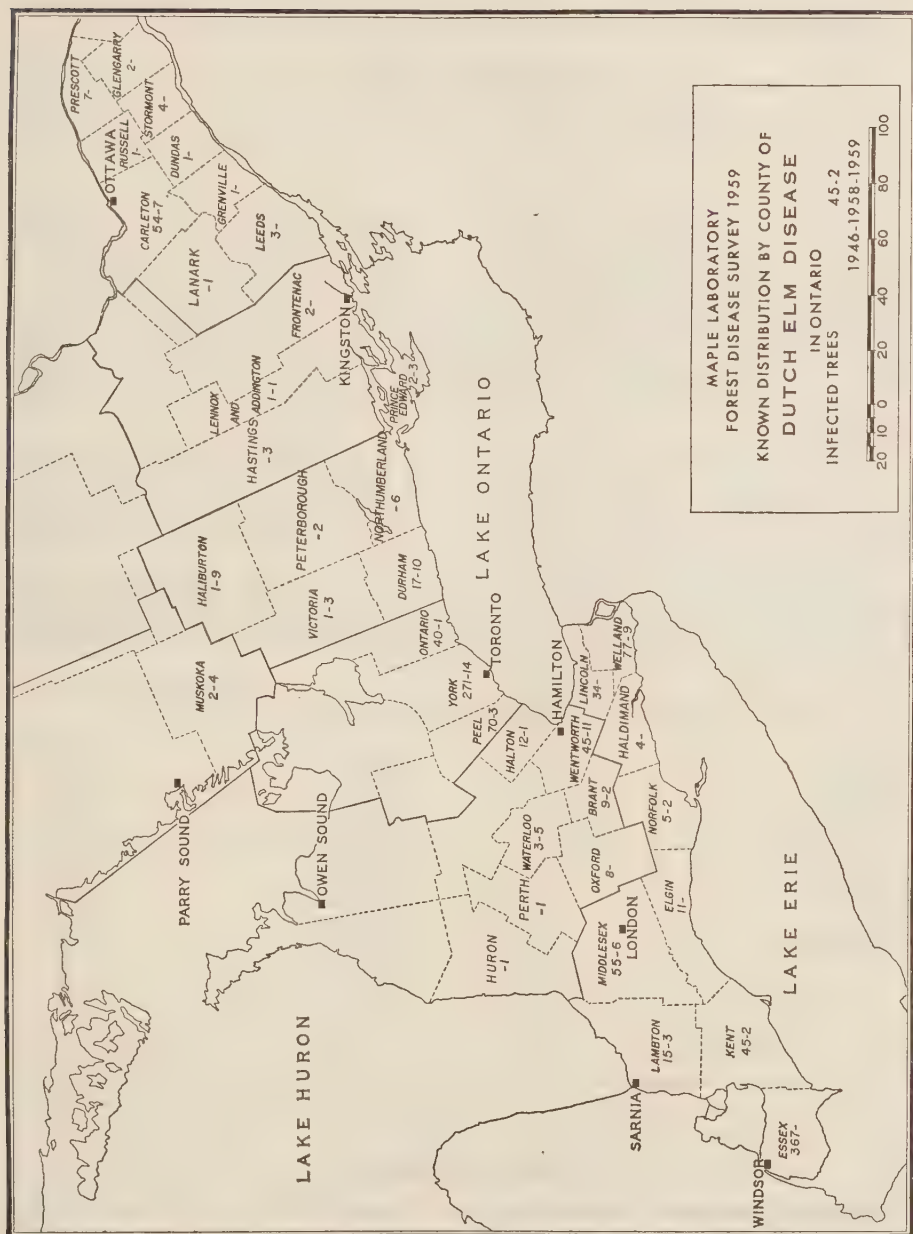 MAPLE LABORATORY
FOREST DISEASE SURVEY 1959
KNOWN DISTRIBUTION BY COUNTY OF
DUTCH ELM DISEASE
IN ONTARIO
INFECTED TREES 45-2
1946-1958-1959
20 10 0 20 40 60 80 100
LAKE HURON
LAKE ONTARIO
LAKE ERIE
PARRY SOUND
OWEN SOUND
MUSKOKA
2-4
HALIBURTON
1-9
VICTORIA
1-3
PETERBOROUGH
-2
NORTHUMBERLAND
-6
DURHAM
17-10
ONTARIO
40-1
YORK
271-14
TORONTO
PEEL
70-3
HALTON
12-1
HAMILTON
WENTWORTH
45-11
LINCOLN
34-
WELLAND
77-9
HALDIMAND
4-
BRANT
9-2
NORFOLK
5-2
WATERLOO
3-5
PERTH
-1
OXFORD
8-
ELGIN
11-
HURON
-1
MIDDLESEX
55-6
LONDON
LAMBTON
15-3
SARNIA
KENT
45-2
WINDSOR
ESSEX
367-
HASTINGS
-3
LENNOX
AND
ADDINGTON
1-1
PRINCE
EDWARD
2-3
FRONTENAC
2-
KINGSTON
LANARK
-1
LEEDS
3-
GRENVILLE
1-
CARLETON
54-7
OTTAWA
RUSSELL
1-
DUNDAS
1-
STORMONT
4-
PRESCOTT
7-
GLENGARRY
2-